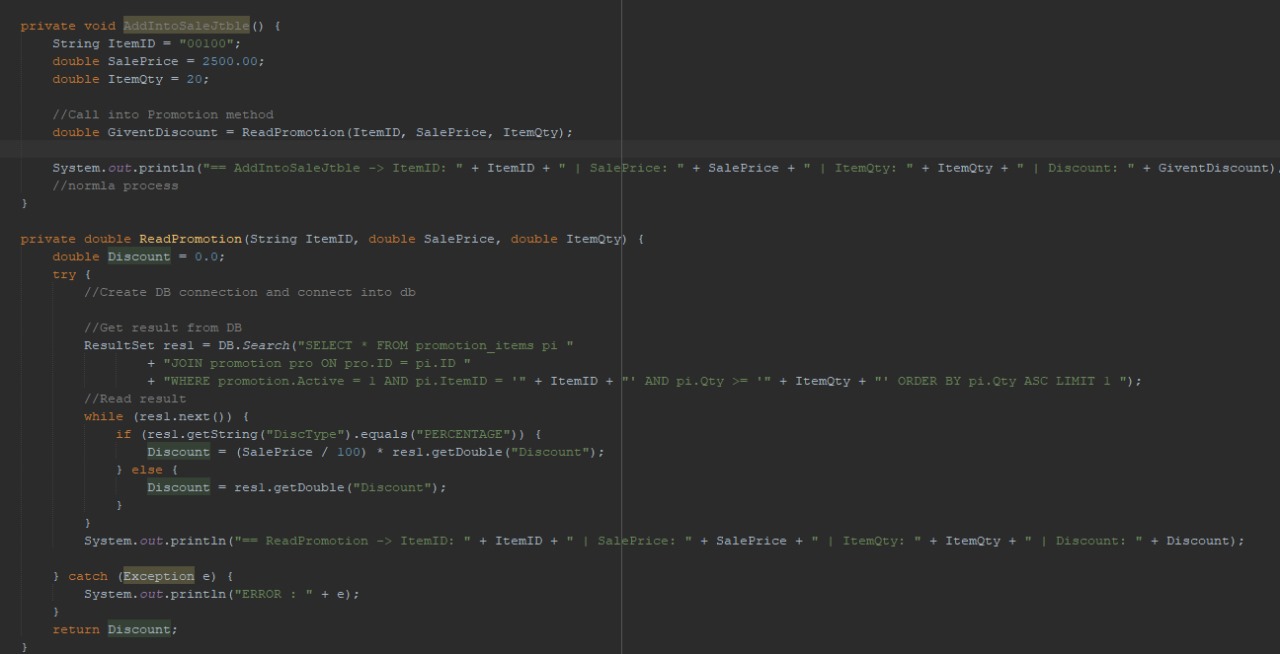 private void AddIntoSaleJtble() {
String ItemID = "00100";
double SalePrice = 2500.00;
double ItemQty = 20;
//Call into Promotion method
double GiventDiscount = ReadPromotion(ItemID, SalePrice, ItemQty);
System.out.println("== AddIntoSaleJtble -> ItemID: " + ItemID + " | SalePrice: " + SalePrice + " | ItemQty: " + ItemQty + " | Discount: " + GiventDiscount)
//normla process
}
private double ReadPromotion(String ItemID, double SalePrice, double ItemQty) {
double Discount = 0.0;
try {
//Create DB connection and connect into db
//Get result from DB
ResultSet res1 = DB.Search("SELECT * FROM promotion_items pi "
+ "JOIN promotion pro ON pro.ID = pi.ID "
+ "WHERE promotion.Active = 1 AND pi.ItemID = '" + ItemID + "' AND pi.Qty >= '" + ItemQty + "' ORDER BY pi.Qty ASC LIMIT 1 ");
//Read result
while (res1.next()) {
if (res1.getString("DiscType").equals("PERCENTAGE")) {
Discount = (SalePrice / 100) * res1.getDouble("Discount");
} else {
Discount = res1.getDouble("Discount");
}
}
System.out.println("== ReadPromotion -> ItemID: " + ItemID + " | SalePrice: " + SalePrice + " | ItemQty: " + ItemQty + " | Discount: " + Discount);
} catch (Exception e) {
System.out.println("ERROR : " + e);
}
return Discount;
}